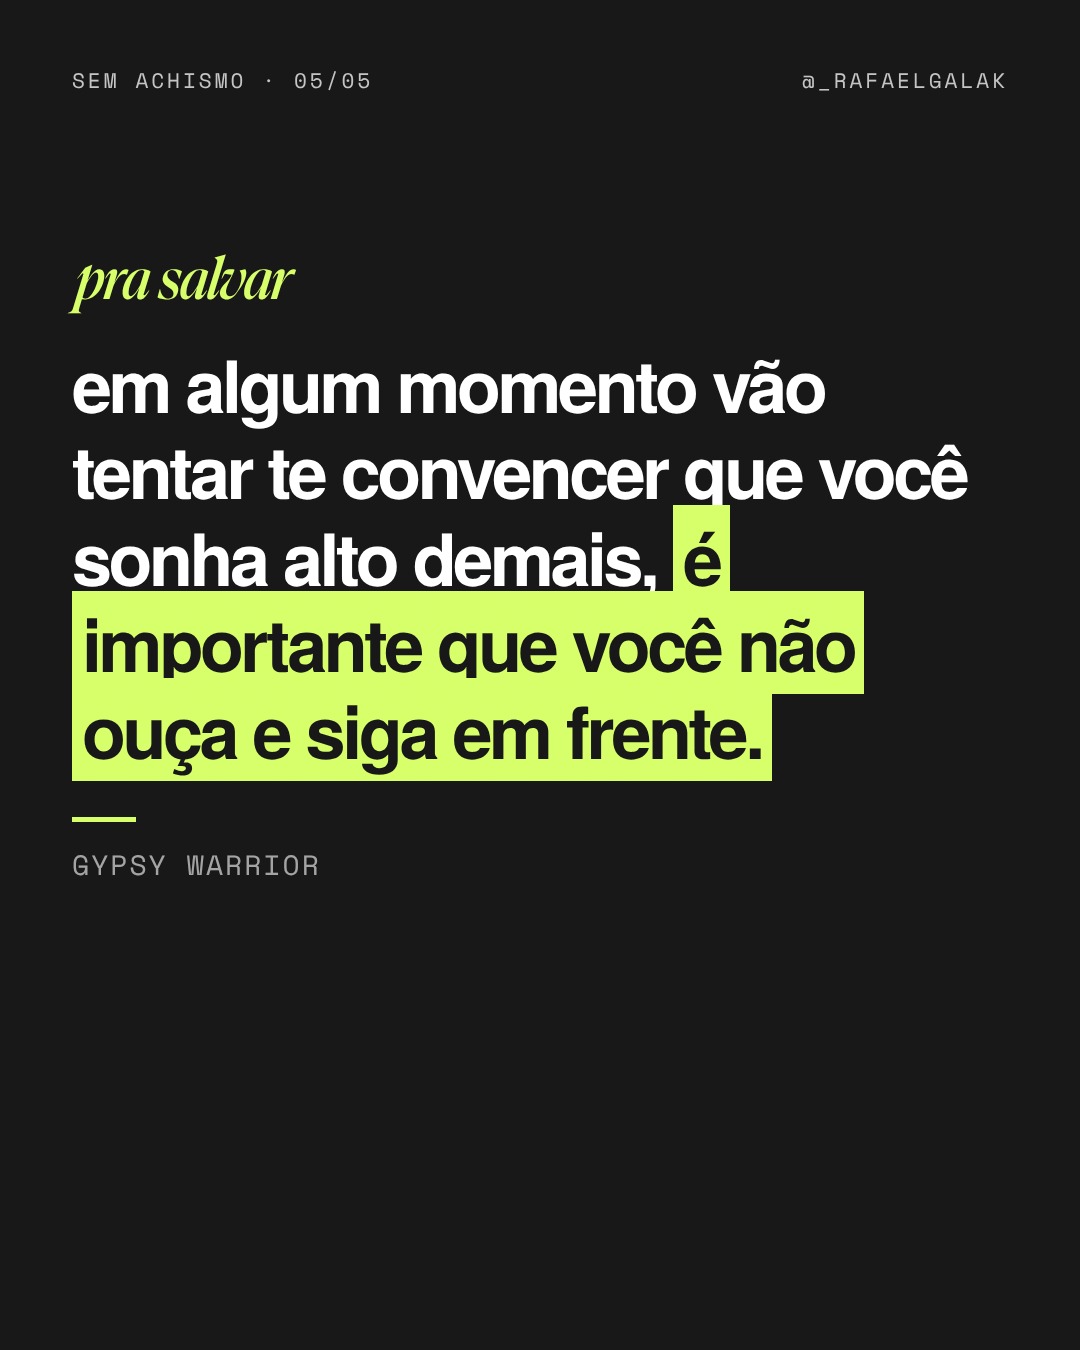 SEM ACHISMO · 05/05
@_RAFAELGALAK
pra salvar
em algum momento vão
tentar te convencer que você
sonha alto demais, é
importante que você não
ouça e siga em frente.
GYPSY WARRIOR